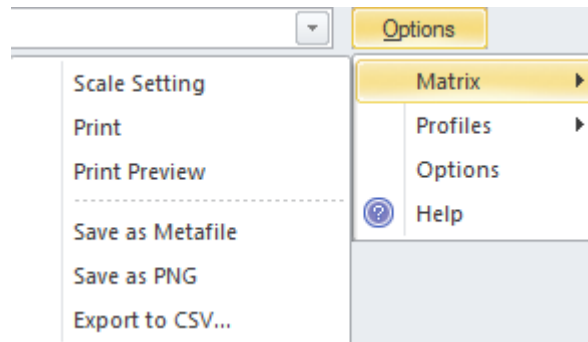 Options
Scale Setting
Print
Print Preview
Save as Metafile
Save as PNG
Export to CSV...
Matrix
Profiles
Options
Help